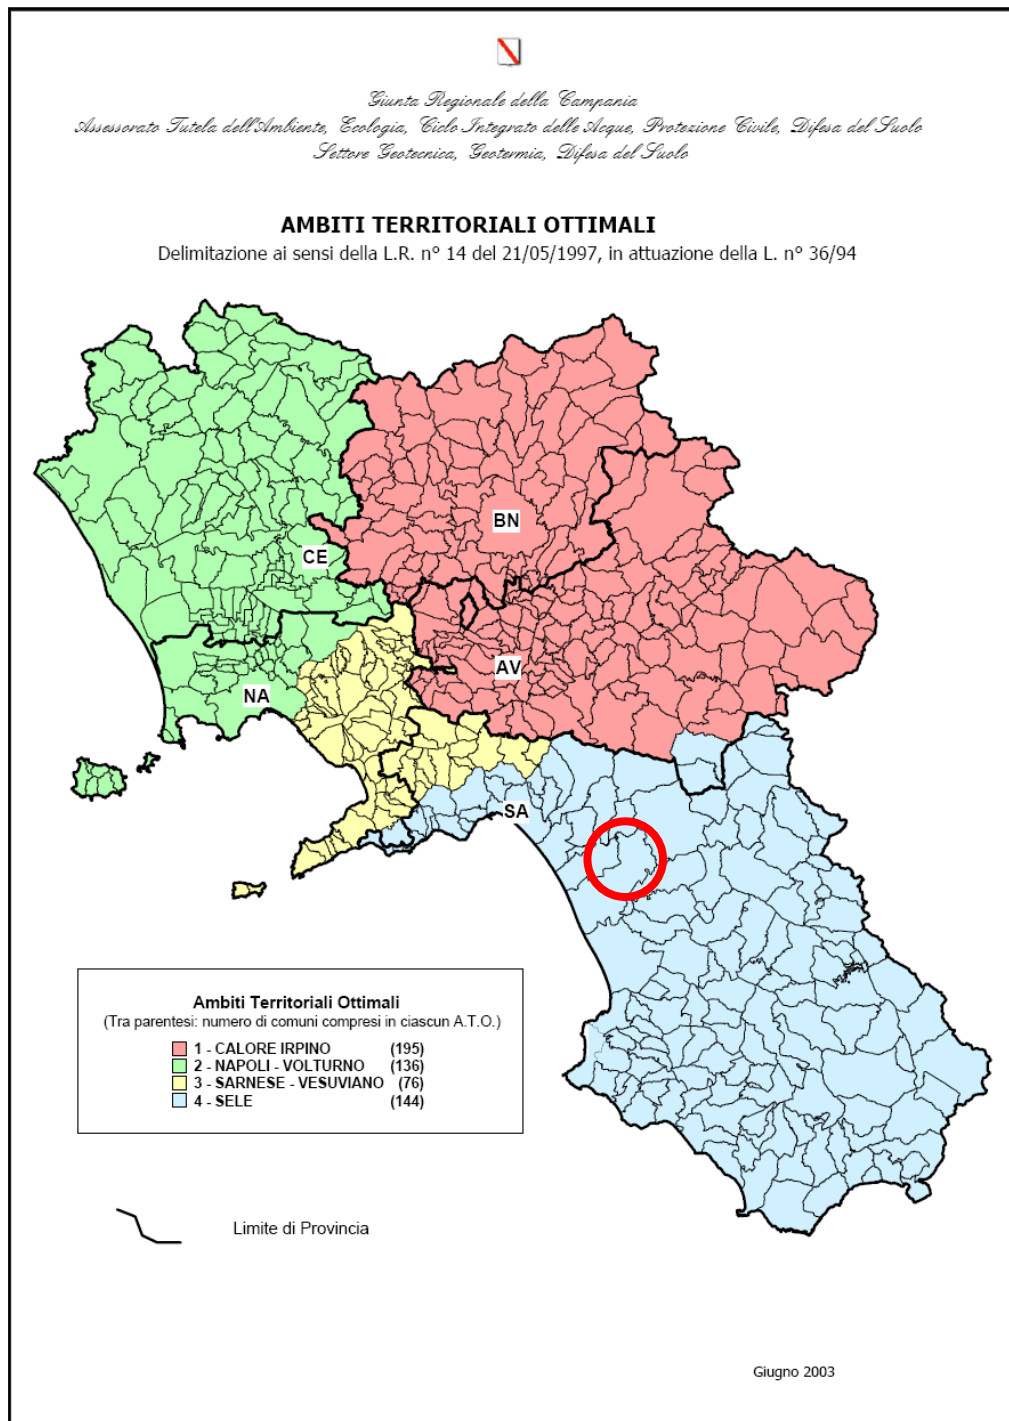 Giunta Regionale della Campania
Assessorato Tutela dell'Ambiente, Ecologia, Ciclo Integrato delle Acque, Protezione Civile, Difesa del Suolo
Settore Geotecnica, Geotermia, Difesa del Suolo
AMBITI TERRITORIALI OTTIMALI
Delimitazione ai sensi della L.R. n° 14 del 21/05/1997, in attuazione della L. n° 36/94
BN
CE
AV
NA
SA
Ambiti Territoriali Ottimali
(Tra parentesi: numero di comuni compresi in ciascun A.T.O.)
1 - CALORE IRPINO (195)
2 - NAPOLI - VOLTURNO (136)
3 - SARNESE - VESUVIANO (76)
4 - SELE (144)
Limite di Provincia
Giugno 2003